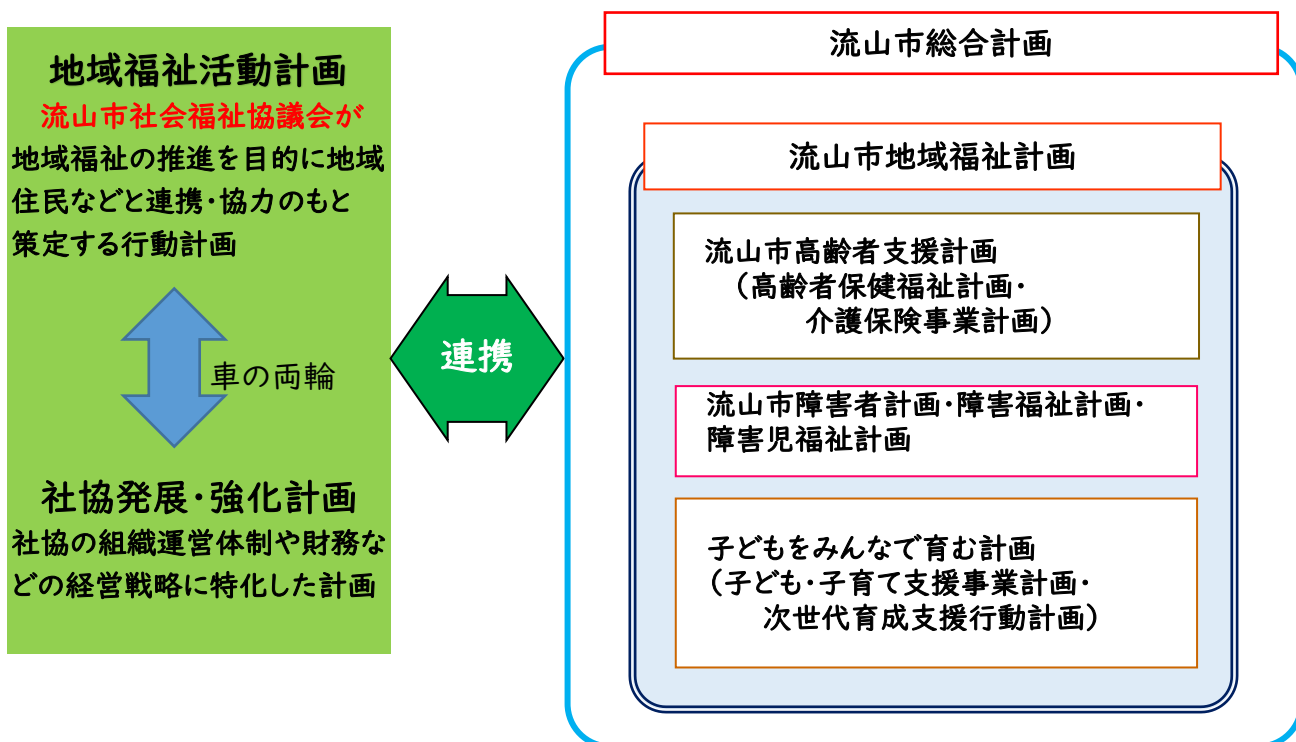 地域福祉活動計画
流山市社会福祉協議会が
地域福祉の推進を目的に地域
住民などと連携・協力のもと
策定する行動計画
車の両輪
社協発展・強化計画
社協の組織運営体制や財務な
どの経営戦略に特化した計画
連携
流山市総合計画
流山市地域福祉計画
流山市高齢者支援計画
（高齢者保健福祉計画・
介護保険事業計画）
流山市障害者計画・障害福祉計画・
障害児福祉計画
子どもをみんなで育む計画
（子ども・子育て支援事業計画・
次世代育成支援行動計画）